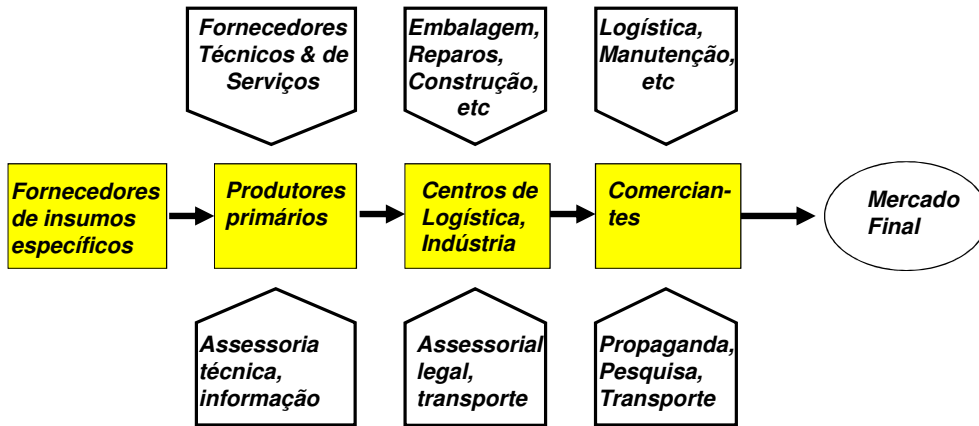 Fornecedores
Técnicos & de
Serviços
Embalagem,
Reparos,
Construção,
etc
Logística,
Manutenção,
etc
Fornecedores
de insumos
específicos
Produtores
primários
Centros de
Logística,
Indústria
Comercian-
tes
Mercado
Final
Assessoria
técnica,
informação
Assessorial
legal,
transporte
Propaganda,
Pesquisa,
Transporte